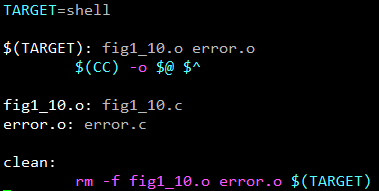 TARGET=shell
$(TARGET): fig1_10.o error.o
$(CC) -o $@ $^
fig1_10.o: fig1_10.c
error.o: error.c
clean:
rm -f fig1_10.o error.o $(TARGET)